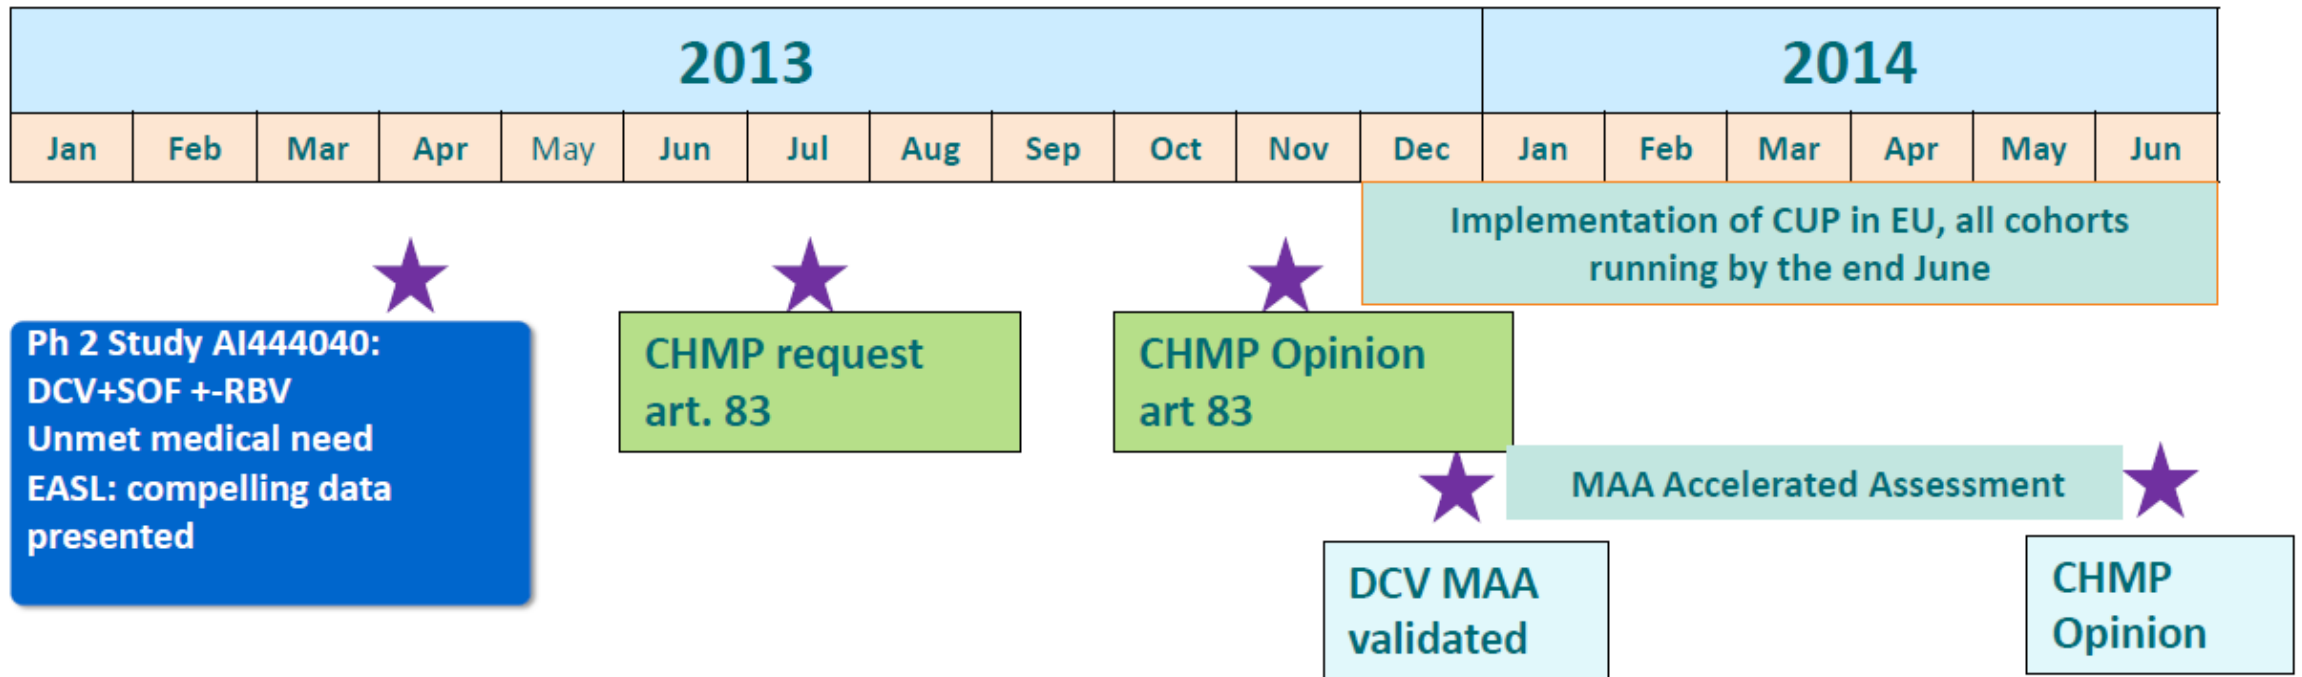 2013 2014
Jan Feb Mar Apr May Jun Jul Aug Sep Oct Nov Dec Jan Feb Mar Apr May Jun
Implementation of CUP in EU, all cohorts
running by the end June
Ph 2 Study AI444040:
DCV+SOF +-RBV
Unmet medical need
EASL: compelling data
presented
CHMP request
art. 83
CHMP Opinion
art 83
MAA Accelerated Assessment
DCV MAA
validated
CHMP
Opinion